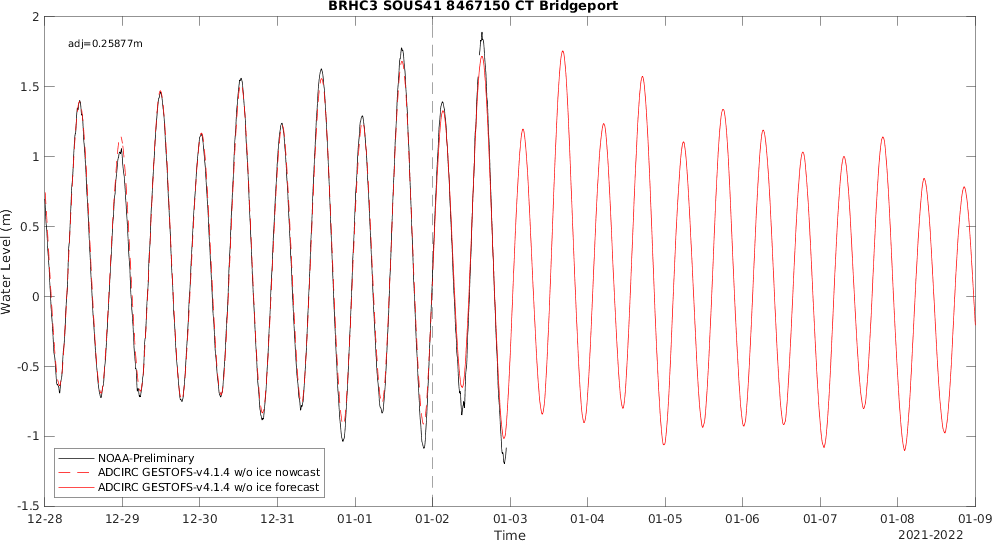 BRHC3 SOUS41 8467150 CT Bridgeport
adj=0.25877m
2
1.5
1
0.5
0
-0.5
-1
-1.5
Water Level (m)
NOAA-Preliminary
ADCIRC GESTOFS-v4.1.4 w/o ice nowcast
ADCIRC GESTOFS-v4.1.4 w/o ice forecast
12-28 12-29 12-30 12-31 01-01 01-02 01-03 01-04 01-05 01-06 01-07 01-08 01-09
Time
2021-2022